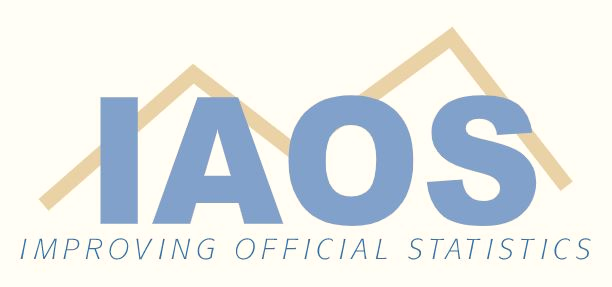 IAOS
IMPROVING OFFICIAL STATISTICS